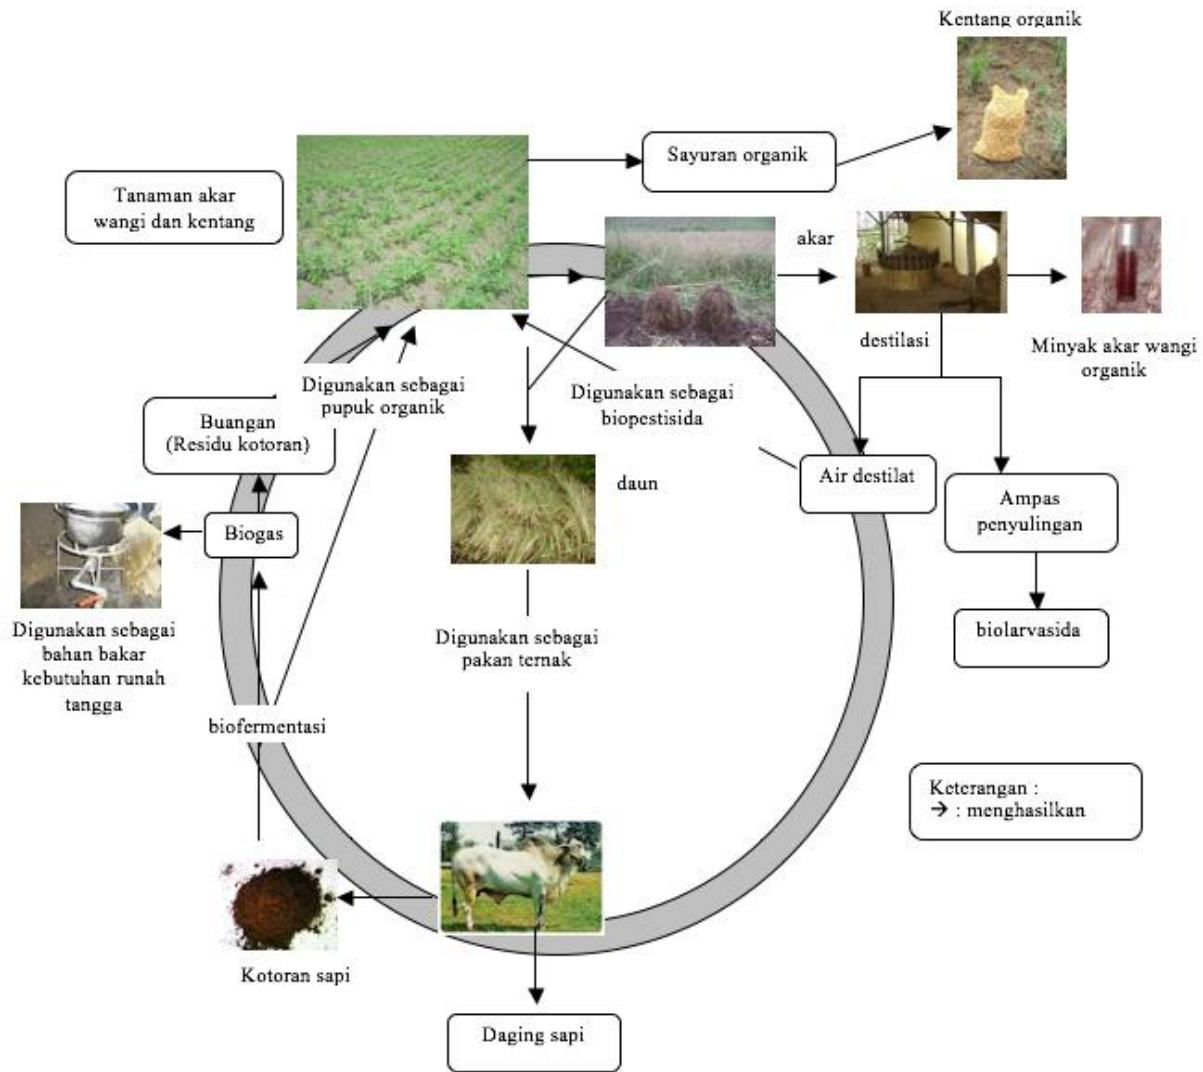 Kentang organik
Sayuran organik
Tanaman akar
wangi dan kentang
akar
destilasi
Minyak akar wangi
organik
Digunakan sebagai
pupuk organik
Digunakan sebagai
biopestisida
Buangan
(Residu kotoran)
Air destilat
daun
Ampas
penyulingan
Biogas
biolarvasida
Digunakan sebagai
bahan bakar
kebutuhan runah
tangga
Digunakan sebagai
pakan ternak
biofermentasi
Keterangan :
→ : menghasilkan
Kotoran sapi
Daging sapi